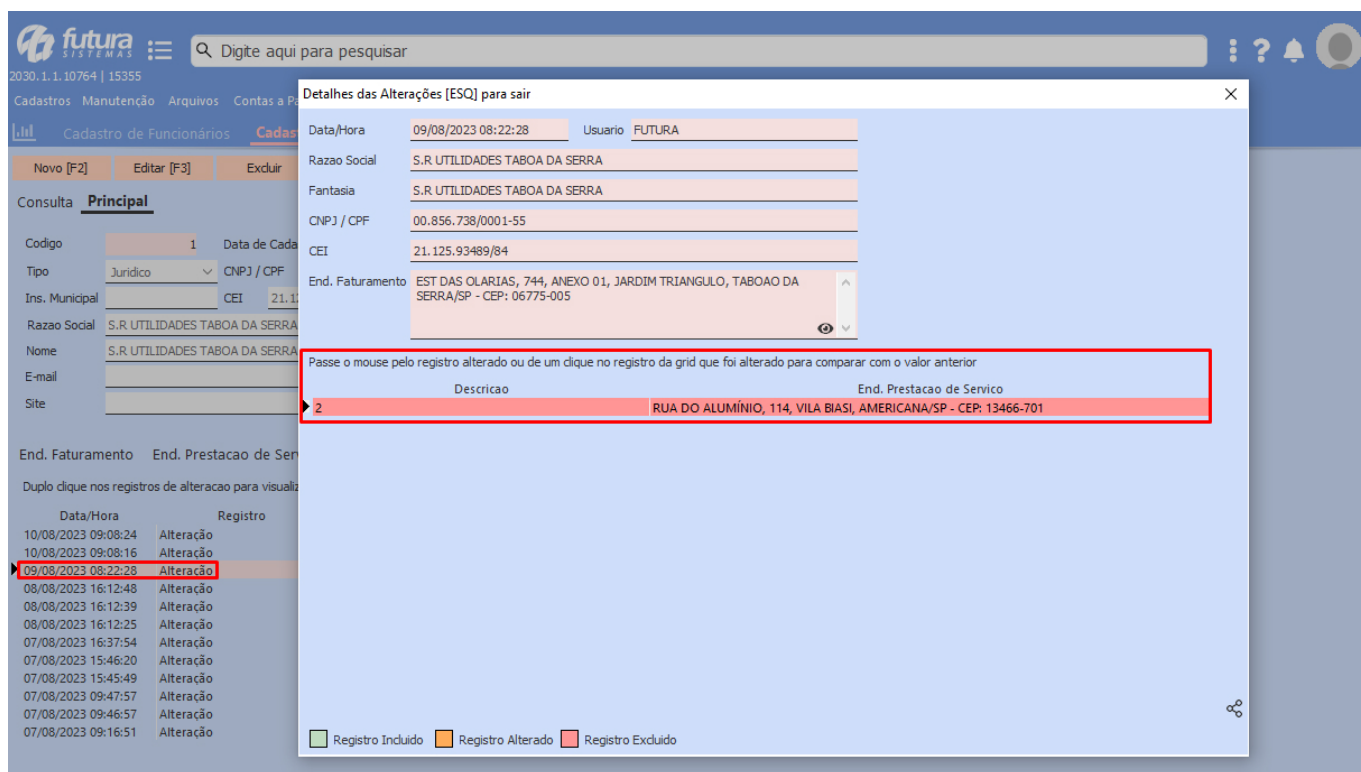 futura
SISTEMAS
Digite aqui para pesquisar
?
2030.1.1.10764 | 15355
Cadastros Manutenção Arquivos Contas a Pa
Cadastro de Funcionários Cadas
Novo [F2] Editar [F3] Excluir
Consulta Principal
Codigo 1 Data de Cada
Tipo Juridico CNPJ / CPF
Ins. Municipal CEI 21.1
Razao Social S.R UTILIDADES TABOA DA SERRA
Nome S.R UTILIDADES TABOA DA SERRA
E-mail
Site
End. Faturamento End. Prestacao de Ser
Duplo clique nos registros de alteracao para visualiz
Data/Hora Registro
10/08/2023 09:08:24 Alteração
10/08/2023 09:08:16 Alteração
09/08/2023 08:22:28 Alteração
08/08/2023 16:12:48 Alteração
08/08/2023 16:12:39 Alteração
08/08/2023 16:12:25 Alteração
07/08/2023 16:37:54 Alteração
07/08/2023 15:46:20 Alteração
07/08/2023 15:45:49 Alteração
07/08/2023 09:47:57 Alteração
07/08/2023 09:46:57 Alteração
07/08/2023 09:16:51 Alteração
Detalhes das Alterações [ESQ] para sair
Data/Hora 09/08/2023 08:22:28 Usuario FUTURA
Razao Social S.R UTILIDADES TABOA DA SERRA
Fantasia S.R UTILIDADES TABOA DA SERRA
CNPJ / CPF 00.856.738/0001-55
CEI 21.125.93489/84
End. Faturamento EST DAS OLARIAS, 744, ANEXO 01, JARDIM TRIANGULO, TABOAO DA
SERRA/SP - CEP: 06775-005
Passe o mouse pelo registro alterado ou de um clique no registro da grid que foi alterado para comparar com o valor anterior
Descricao End. Prestacao de Servico
2 RUA DO ALUMÍNIO, 114, VILA BIASI, AMERICANA/SP - CEP: 13466-701
Registro Incluido Registro Alterado Registro Excluido